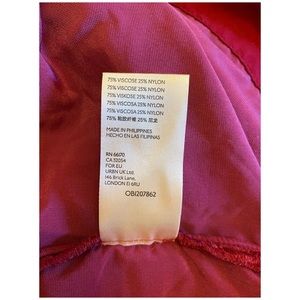 75% VISCOSE 25% NYLON
75% VISCOSE 25% NYLON
75% VISKOSE 25% NYLON
75% VISCOSA 25% NYLON
75% VISCOSA 25% NYLON
75% 粘胶纤维 25% 尼龙
MADE IN PHILIPPINES
HECHO EN LAS FILIPINAS
RN 66170
CA 32054
FOR EU
URBN UK Ltd.
146 Brick Lane,
LONDON E1 6RU
OBI207862